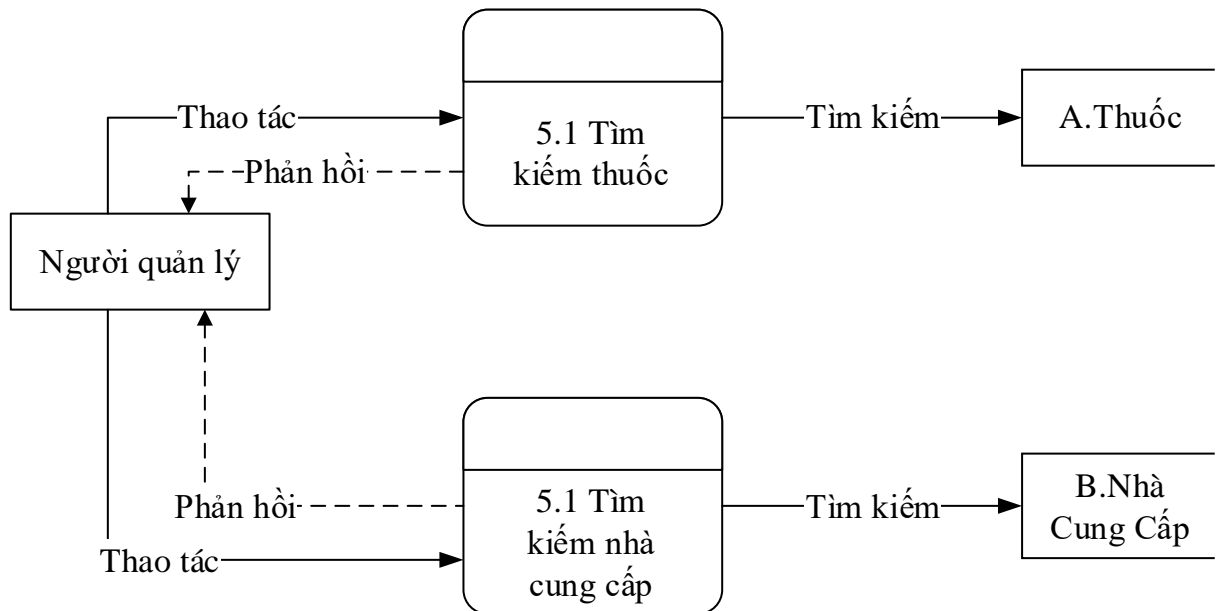 Thao tác
Phản hồi
5.1 Tìm
kiếm thuốc
Tìm kiếm
A.Thuốc
Người quản lý
Phản hồi
Thao tác
5.1 Tìm
kiếm nhà
cung cấp
Tìm kiếm
B.Nhà
Cung Cấp